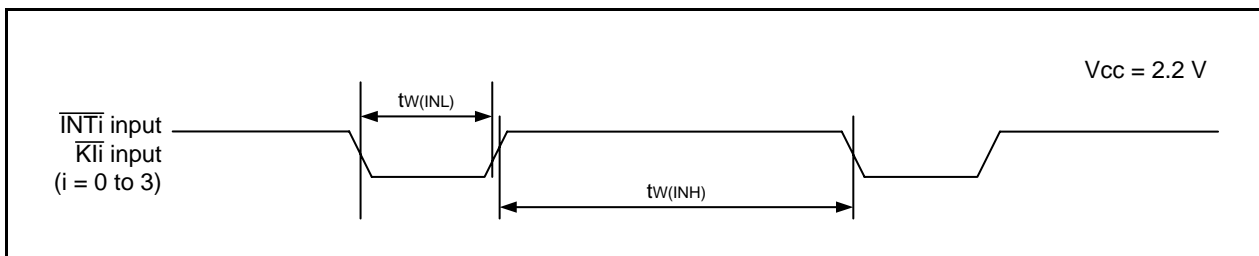 Vcc = 2.2 V
tW(INL)
INTi input
KIi input
(i = 0 to 3)
tW(INH)